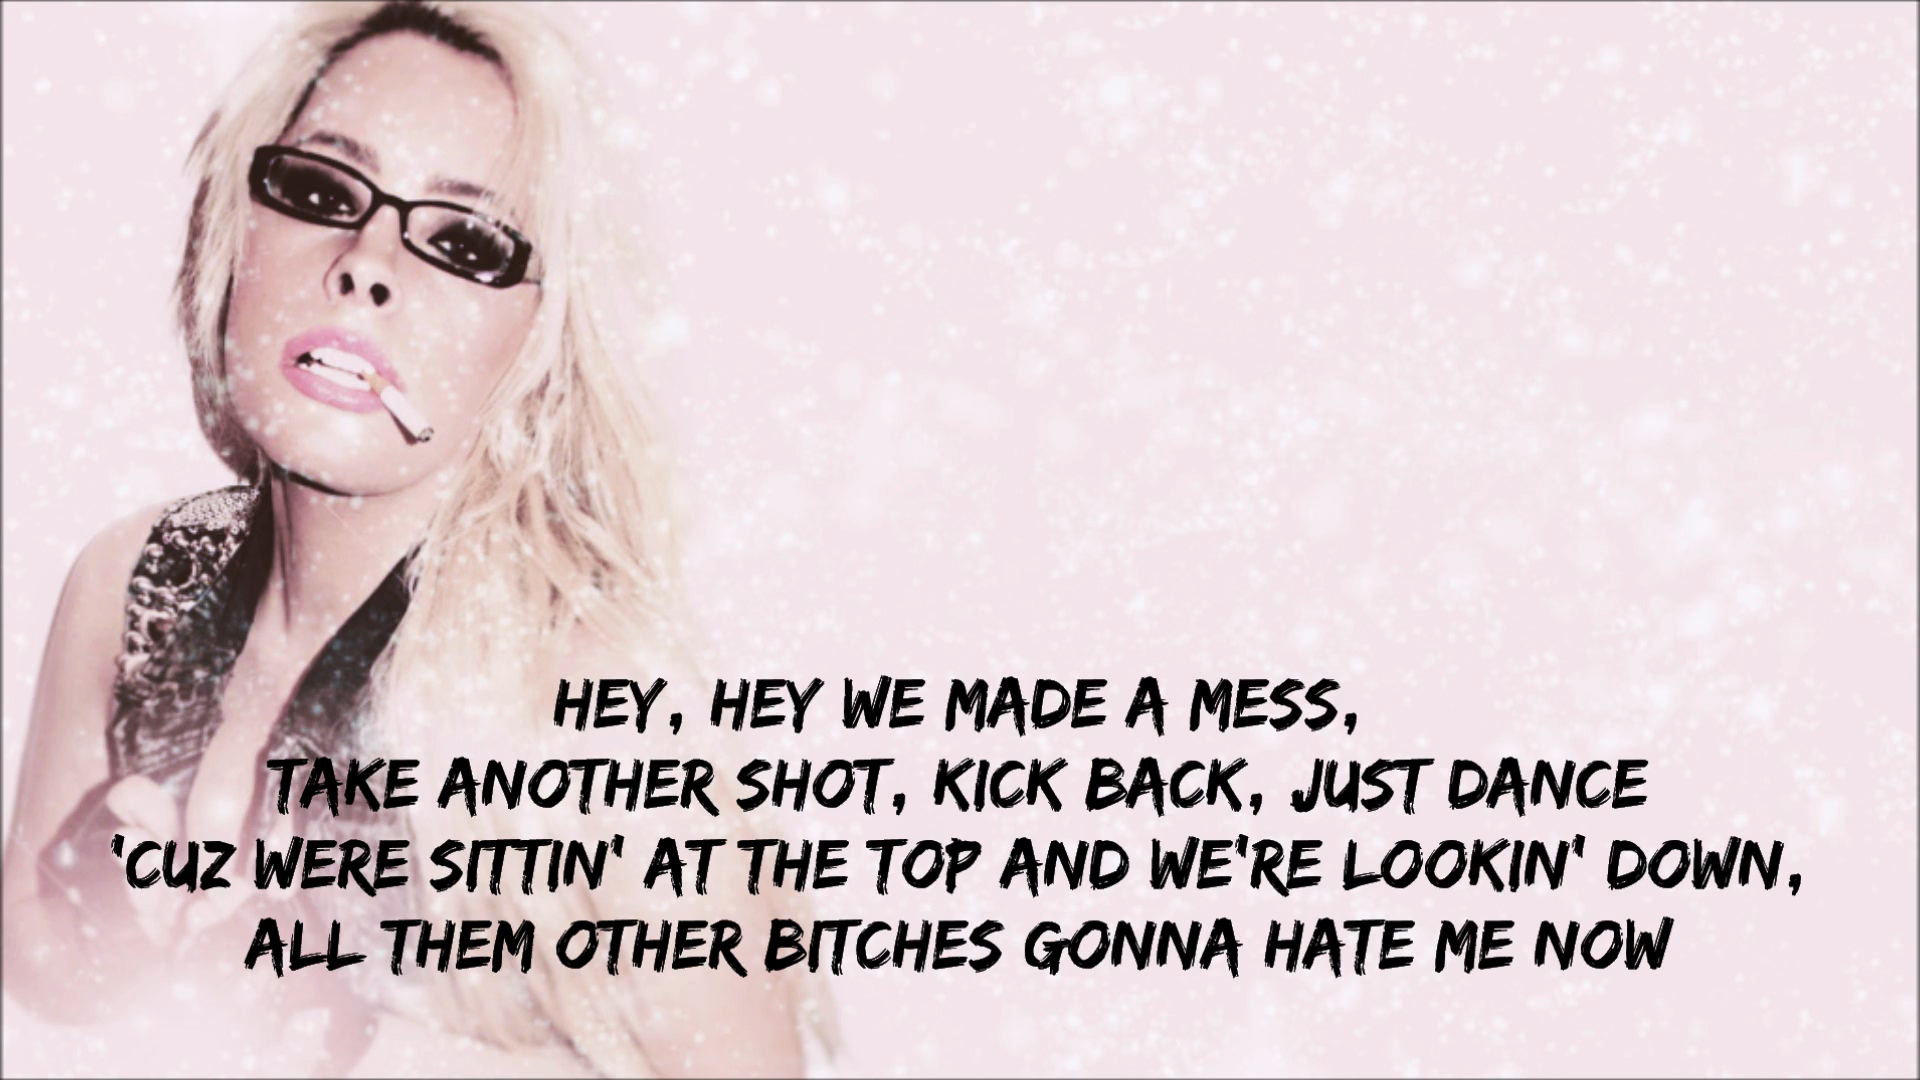 HEY, HEY WE MADE A MESS,
TAKE ANOTHER SHOT, KICK BACK, JUST DANCE
'CUZ WERE SITTIN' AT THE TOP AND WE'RE LOOKIN' DOWN,
ALL THEM OTHER BITCHES GONNA HATE ME NOW